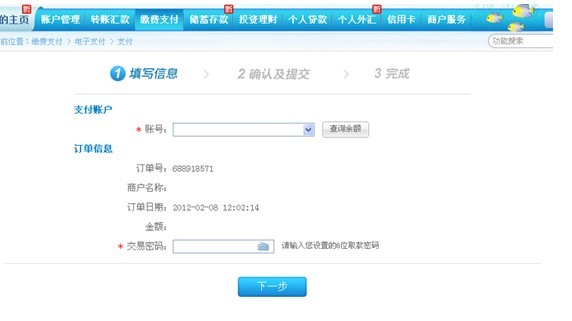 的主页 账户管理 转账汇款 缴费支付 储蓄存款 投资理财 个人贷款 个人外汇 信用卡 商户服务
新 新 新
前位置：缴费支付 > 电子支付 > 支付 功能搜索
1 填写信息 > 2 确认及提交 > 3 完成
支付账户
* 账号： 查询余额
订单信息
订单号：688918571
商户名称：
订单日期：2012-02-08 12:02:14
金额：
* 交易密码： 请输入您设置的6位取款密码
下一步